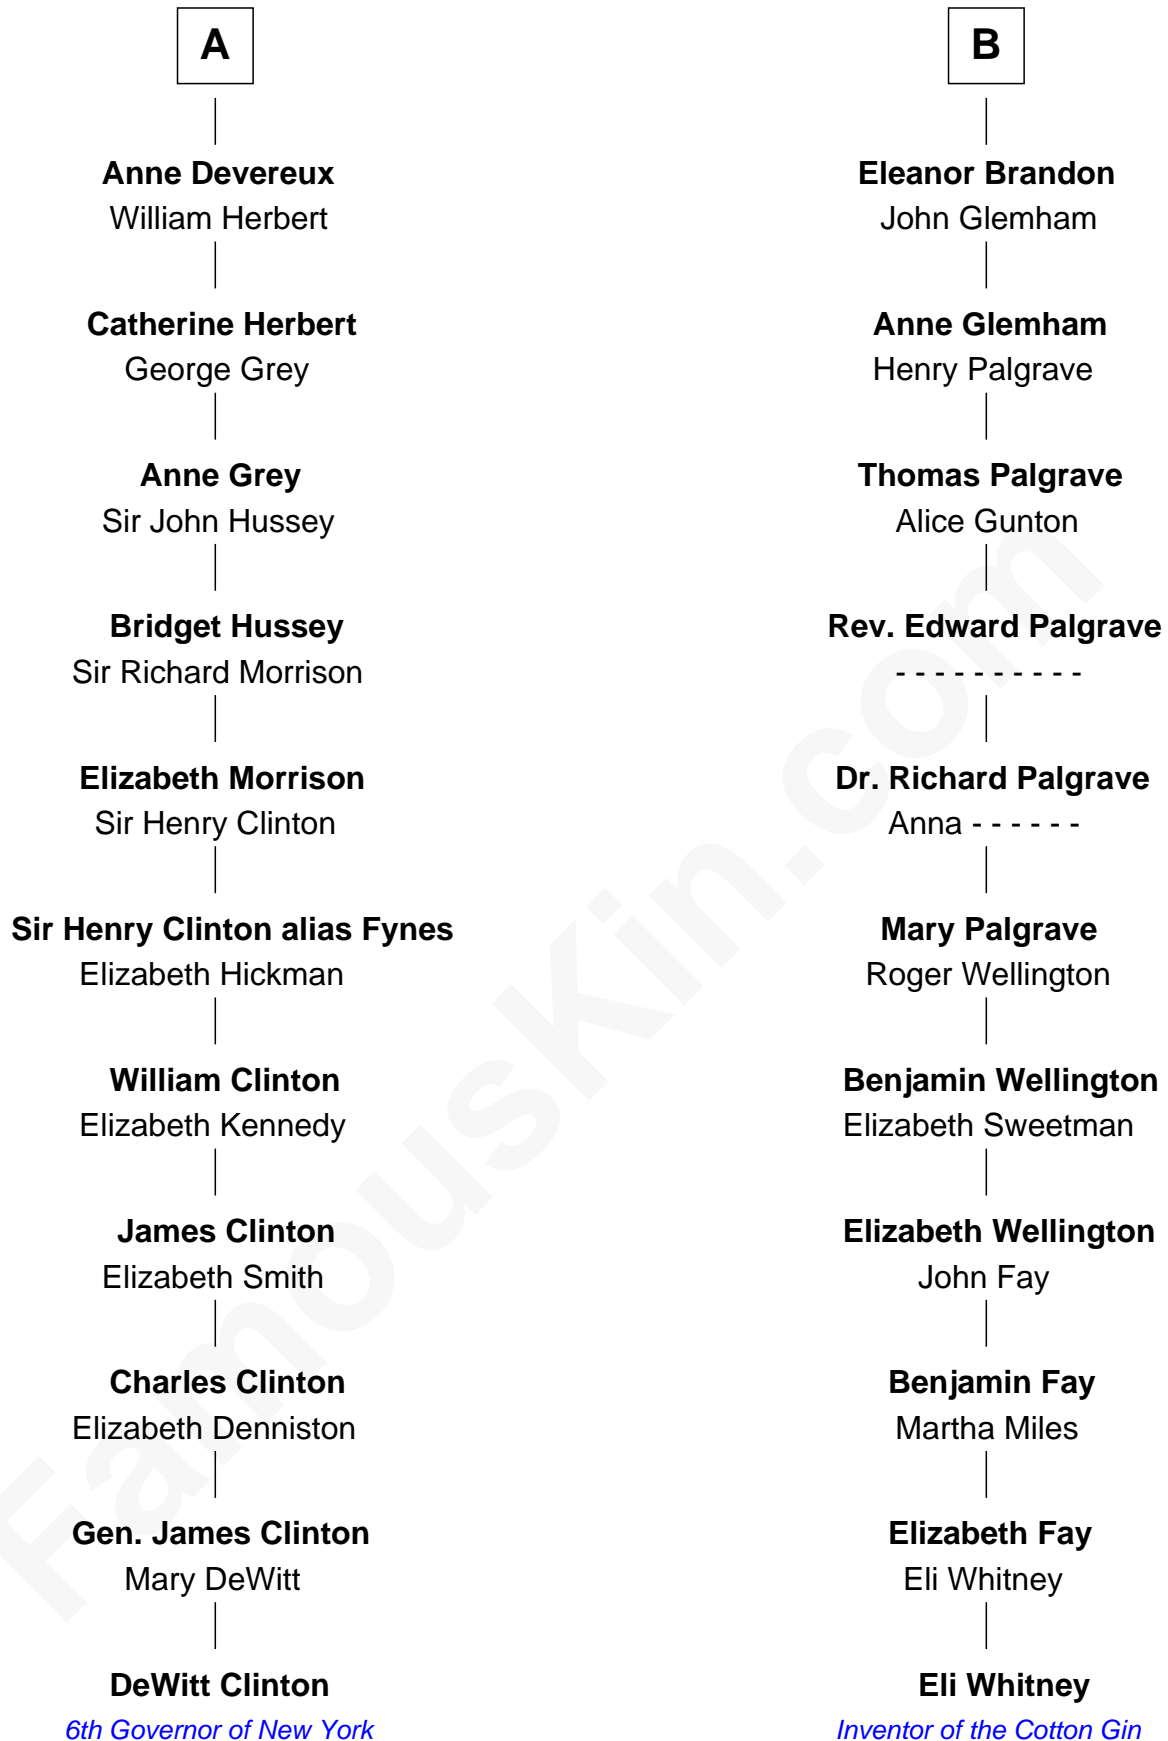 A
Anne Devereux
William Herbert
Catherine Herbert
George Grey
Anne Grey
Sir John Hussey
Bridget Hussey
Sir Richard Morrison
Elizabeth Morrison
Sir Henry Clinton
Sir Henry Clinton alias Fynes
Elizabeth Hickman
William Clinton
Elizabeth Kennedy
James Clinton
Elizabeth Smith
Charles Clinton
Elizabeth Denniston
Gen. James Clinton
Mary DeWitt
DeWitt Clinton
6th Governor of New York
B
Eleanor Brandon
John Glemham
Anne Glemham
Henry Palgrave
Thomas Palgrave
Alice Gunton
Rev. Edward Palgrave
- - - - - - - - - -
Dr. Richard Palgrave
Anna - - - - - -
Mary Palgrave
Roger Wellington
Benjamin Wellington
Elizabeth Sweetman
Elizabeth Wellington
John Fay
Benjamin Fay
Martha Miles
Elizabeth Fay
Eli Whitney
Eli Whitney
Inventor of the Cotton Gin
FamousKin.com